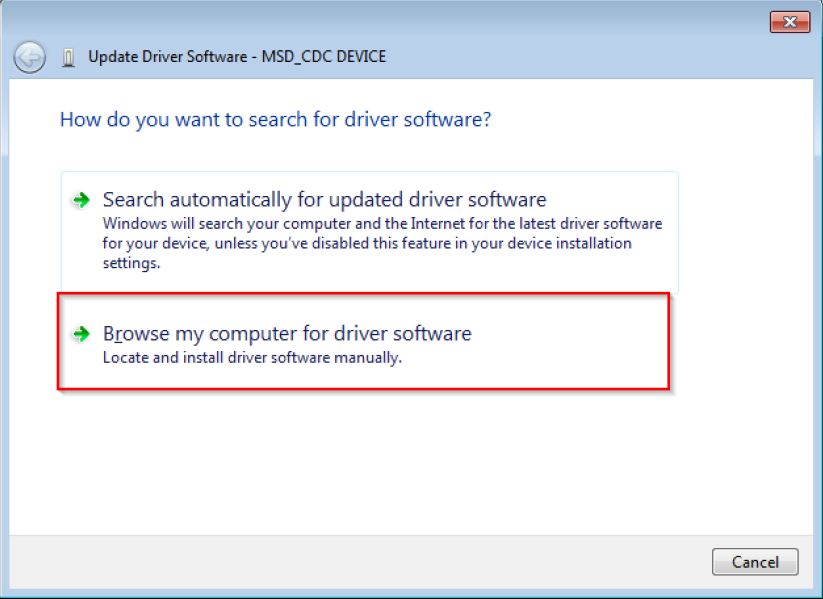 Update Driver Software - MSD_CDC DEVICE
How do you want to search for driver software?
Search automatically for updated driver software
Windows will search your computer and the Internet for the latest driver software
for your device, unless you've disabled this feature in your device installation
settings.
Browse my computer for driver software
Locate and install driver software manually.
Cancel